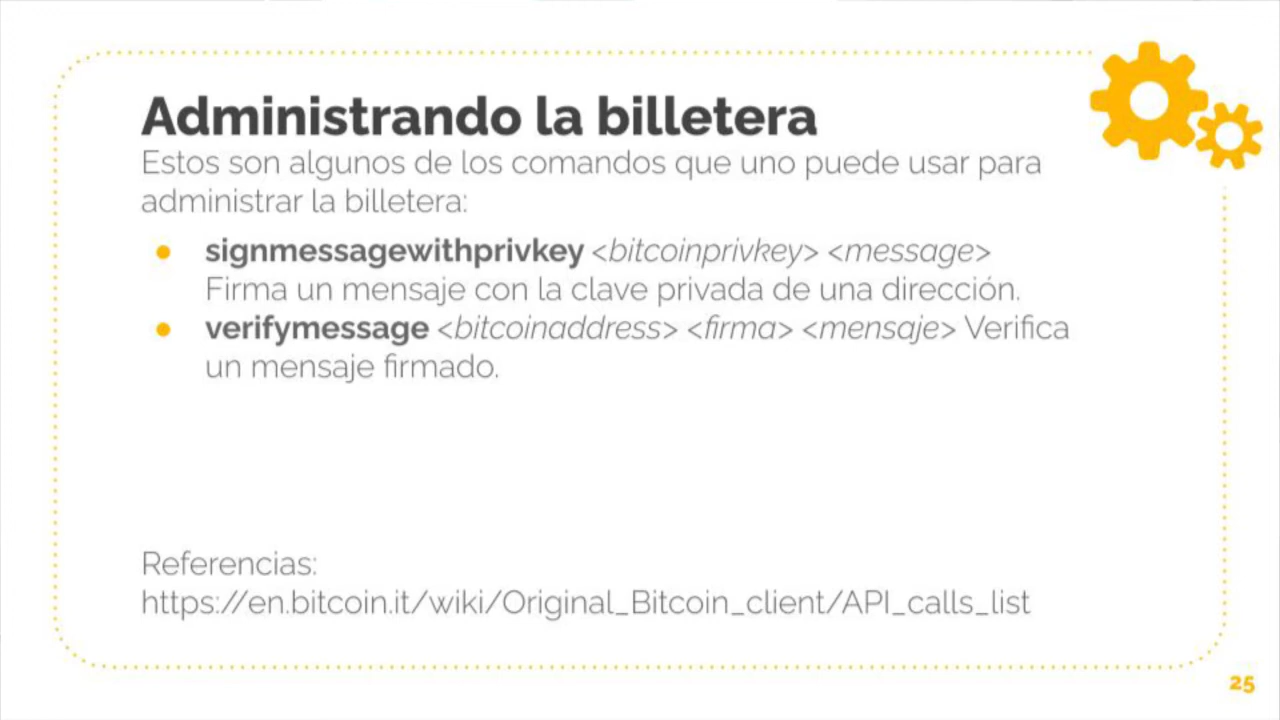 Administrando la billetera
Estos son algunos de los comandos que uno puede usar para
administrar la billetera:
● signmessagewithprivkey <bitcoinprivkey> <message>
Firma un mensaje con la clave privada de una dirección.
● verifymessage <bitcoinaddress> <firma> <mensaje> Verifica
un mensaje firmado.
Referencias:
https://en.bitcoin.it/wiki/Original_Bitcoin_client/API_calls_list
25